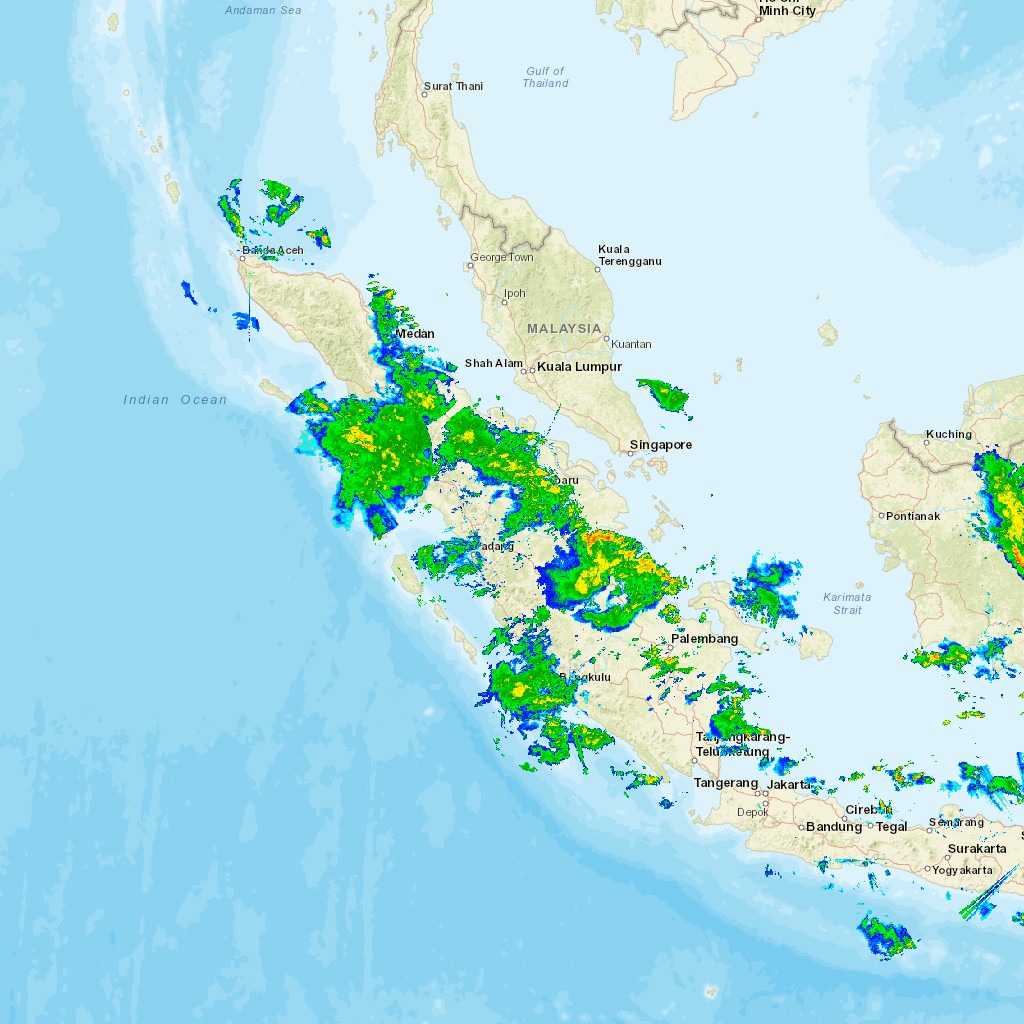 Andaman Sea
Minh City
Gulf of
Thailand
Surat Thani
Banda Aceh
George Town
Kuala
Terengganu
Ipoh
MALAYSIA
Medan
Kuantan
Shah Alam
Kuala Lumpur
Indian Ocean
Singapore
Kuching
Pontianak
Karimata
Strait
Palembang
Tangerang
Jakarta
Depok
Bandung
Tegal
Semarang
Surakarta
Yogyakarta